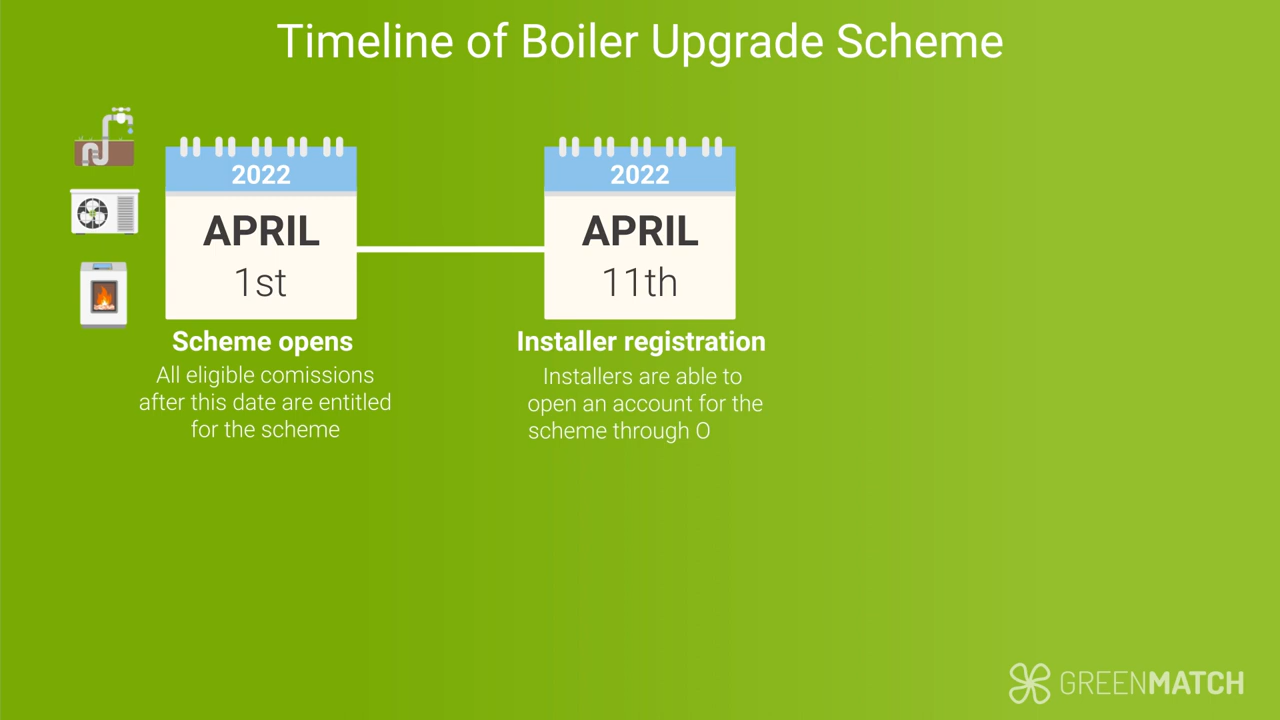 Timeline of Boiler Upgrade Scheme
2022
APRIL
1st
Scheme opens
All eligible comissions
after this date are entitled
for the scheme
2022
APRIL
11th
Installer registration
Installers are able to
open an account for the
scheme through O
GREENMATCH